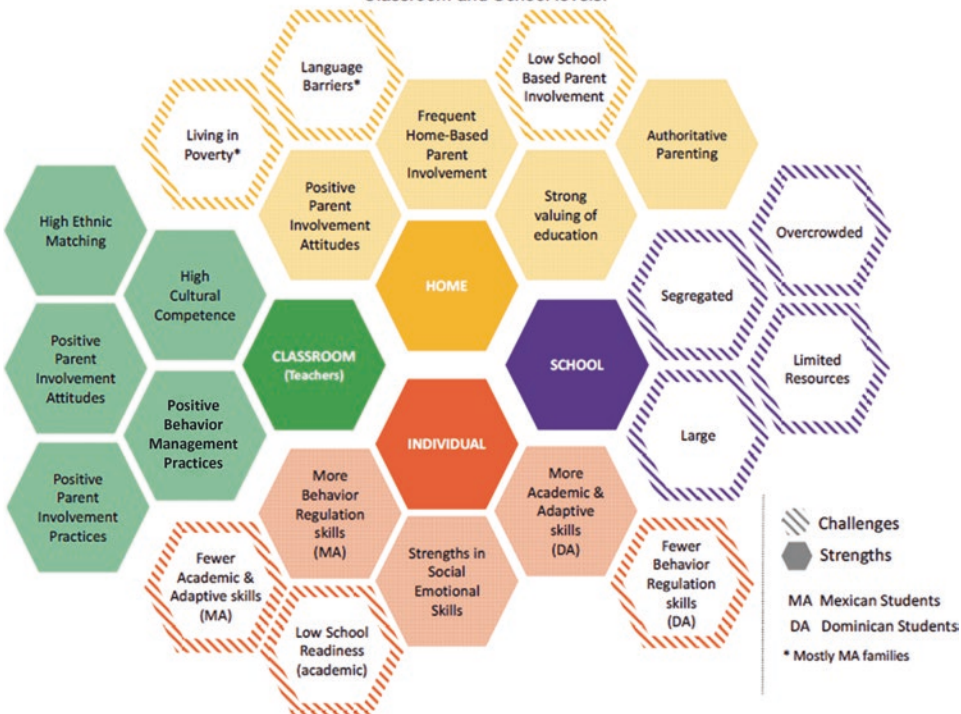 Classroom and School levels.
Language
Barriers*
Low School
Based Parent
Involvement
Living in
Poverty*
Frequent
Home-Based
Parent
Involvement
Authoritative
Parenting
Positive
Parent
Involvement
Attitudes
Strong
valuing of
education
High Ethnic
Matching
High
Cultural
Competence
HOME
Segregated
Overcrowded
Positive
Parent
Involvement
Attitudes
CLASSROOM
(Teachers)
SCHOOL
Limited
Resources
Positive
Behavior
Management
Practices
INDIVIDUAL
Large
Positive
Parent
Involvement
Practices
More
Behavior
Regulation
skills
(MA)
More
Academic &
Adaptive
skills
(DA)
Fewer
Academic &
Adaptive skills
(MA)
Strengths in
Social
Emotional
Skills
Fewer
Behavior
Regulation
skills
(DA)
Low School
Readiness
(academic)
Challenges
Strengths
MA Mexican Students
DA Dominican Students
* Mostly MA families